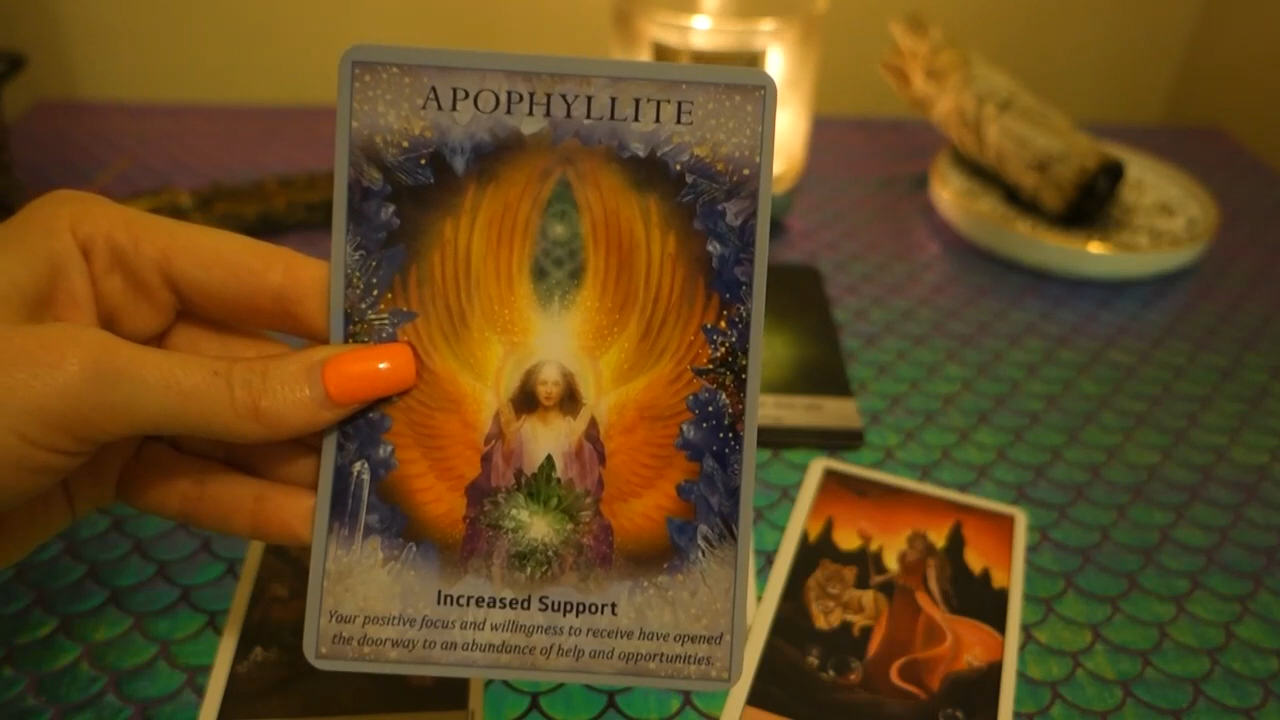 APOPHYLLITE
Increased Support
Your positive focus and willingness to receive have opened
the doorway to an abundance of help and opportunities.